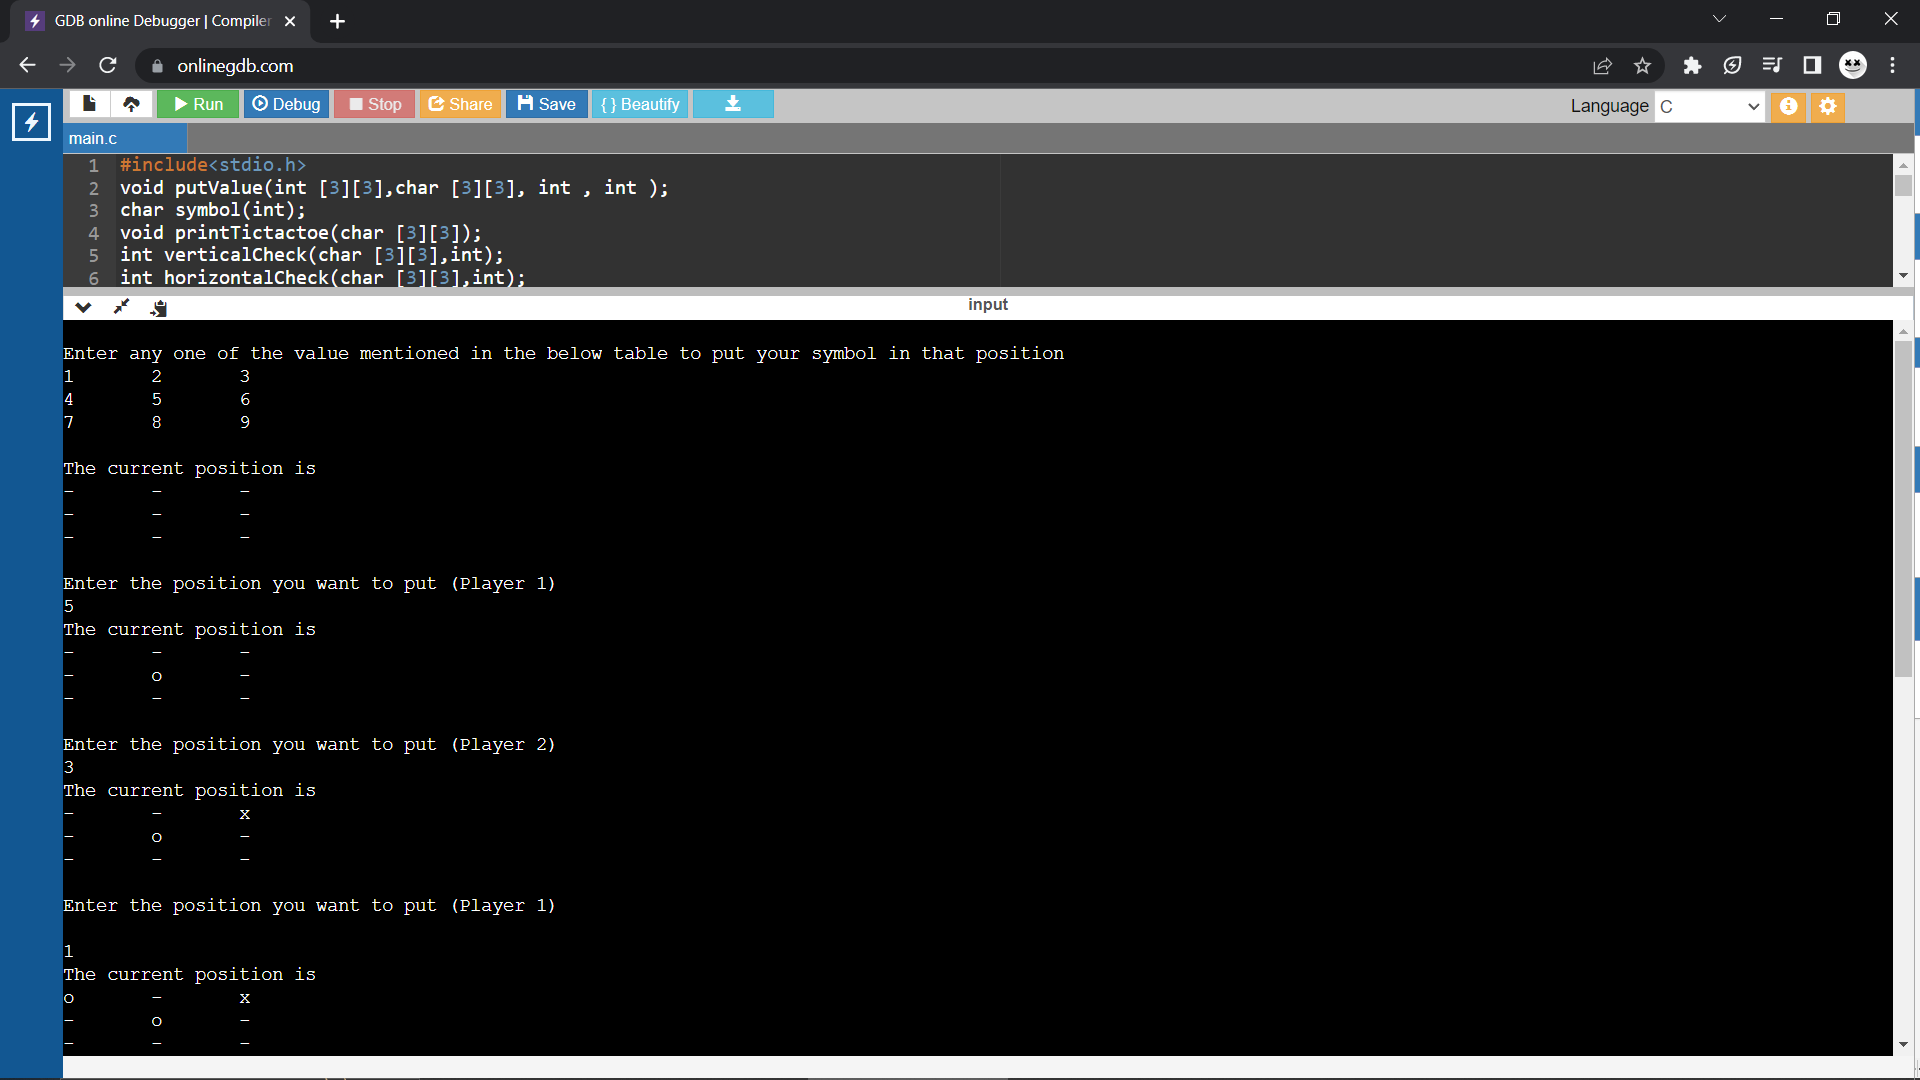 GDB online Debugger | Compiler
onlinegdb.com
Run Debug Stop Share Save { } Beautify Language C
main.c
1 #include<stdio.h>
2 void putValue(int [3][3],char [3][3], int , int );
3 char symbol(int);
4 void printTictactoe(char [3][3]);
5 int verticalCheck(char [3][3],int);
6 int horizontalCheck(char [3][3],int);
input
Enter any one of the value mentioned in the below table to put your symbol in that position
1 2 3
4 5 6
7 8 9
The current position is
- - -
- - -
- - -
Enter the position you want to put (Player 1)
5
The current position is
- - -
- o -
- - -
Enter the position you want to put (Player 2)
3
The current position is
- - x
- o -
- - -
Enter the position you want to put (Player 1)
1
The current position is
o - x
- o -
- - -